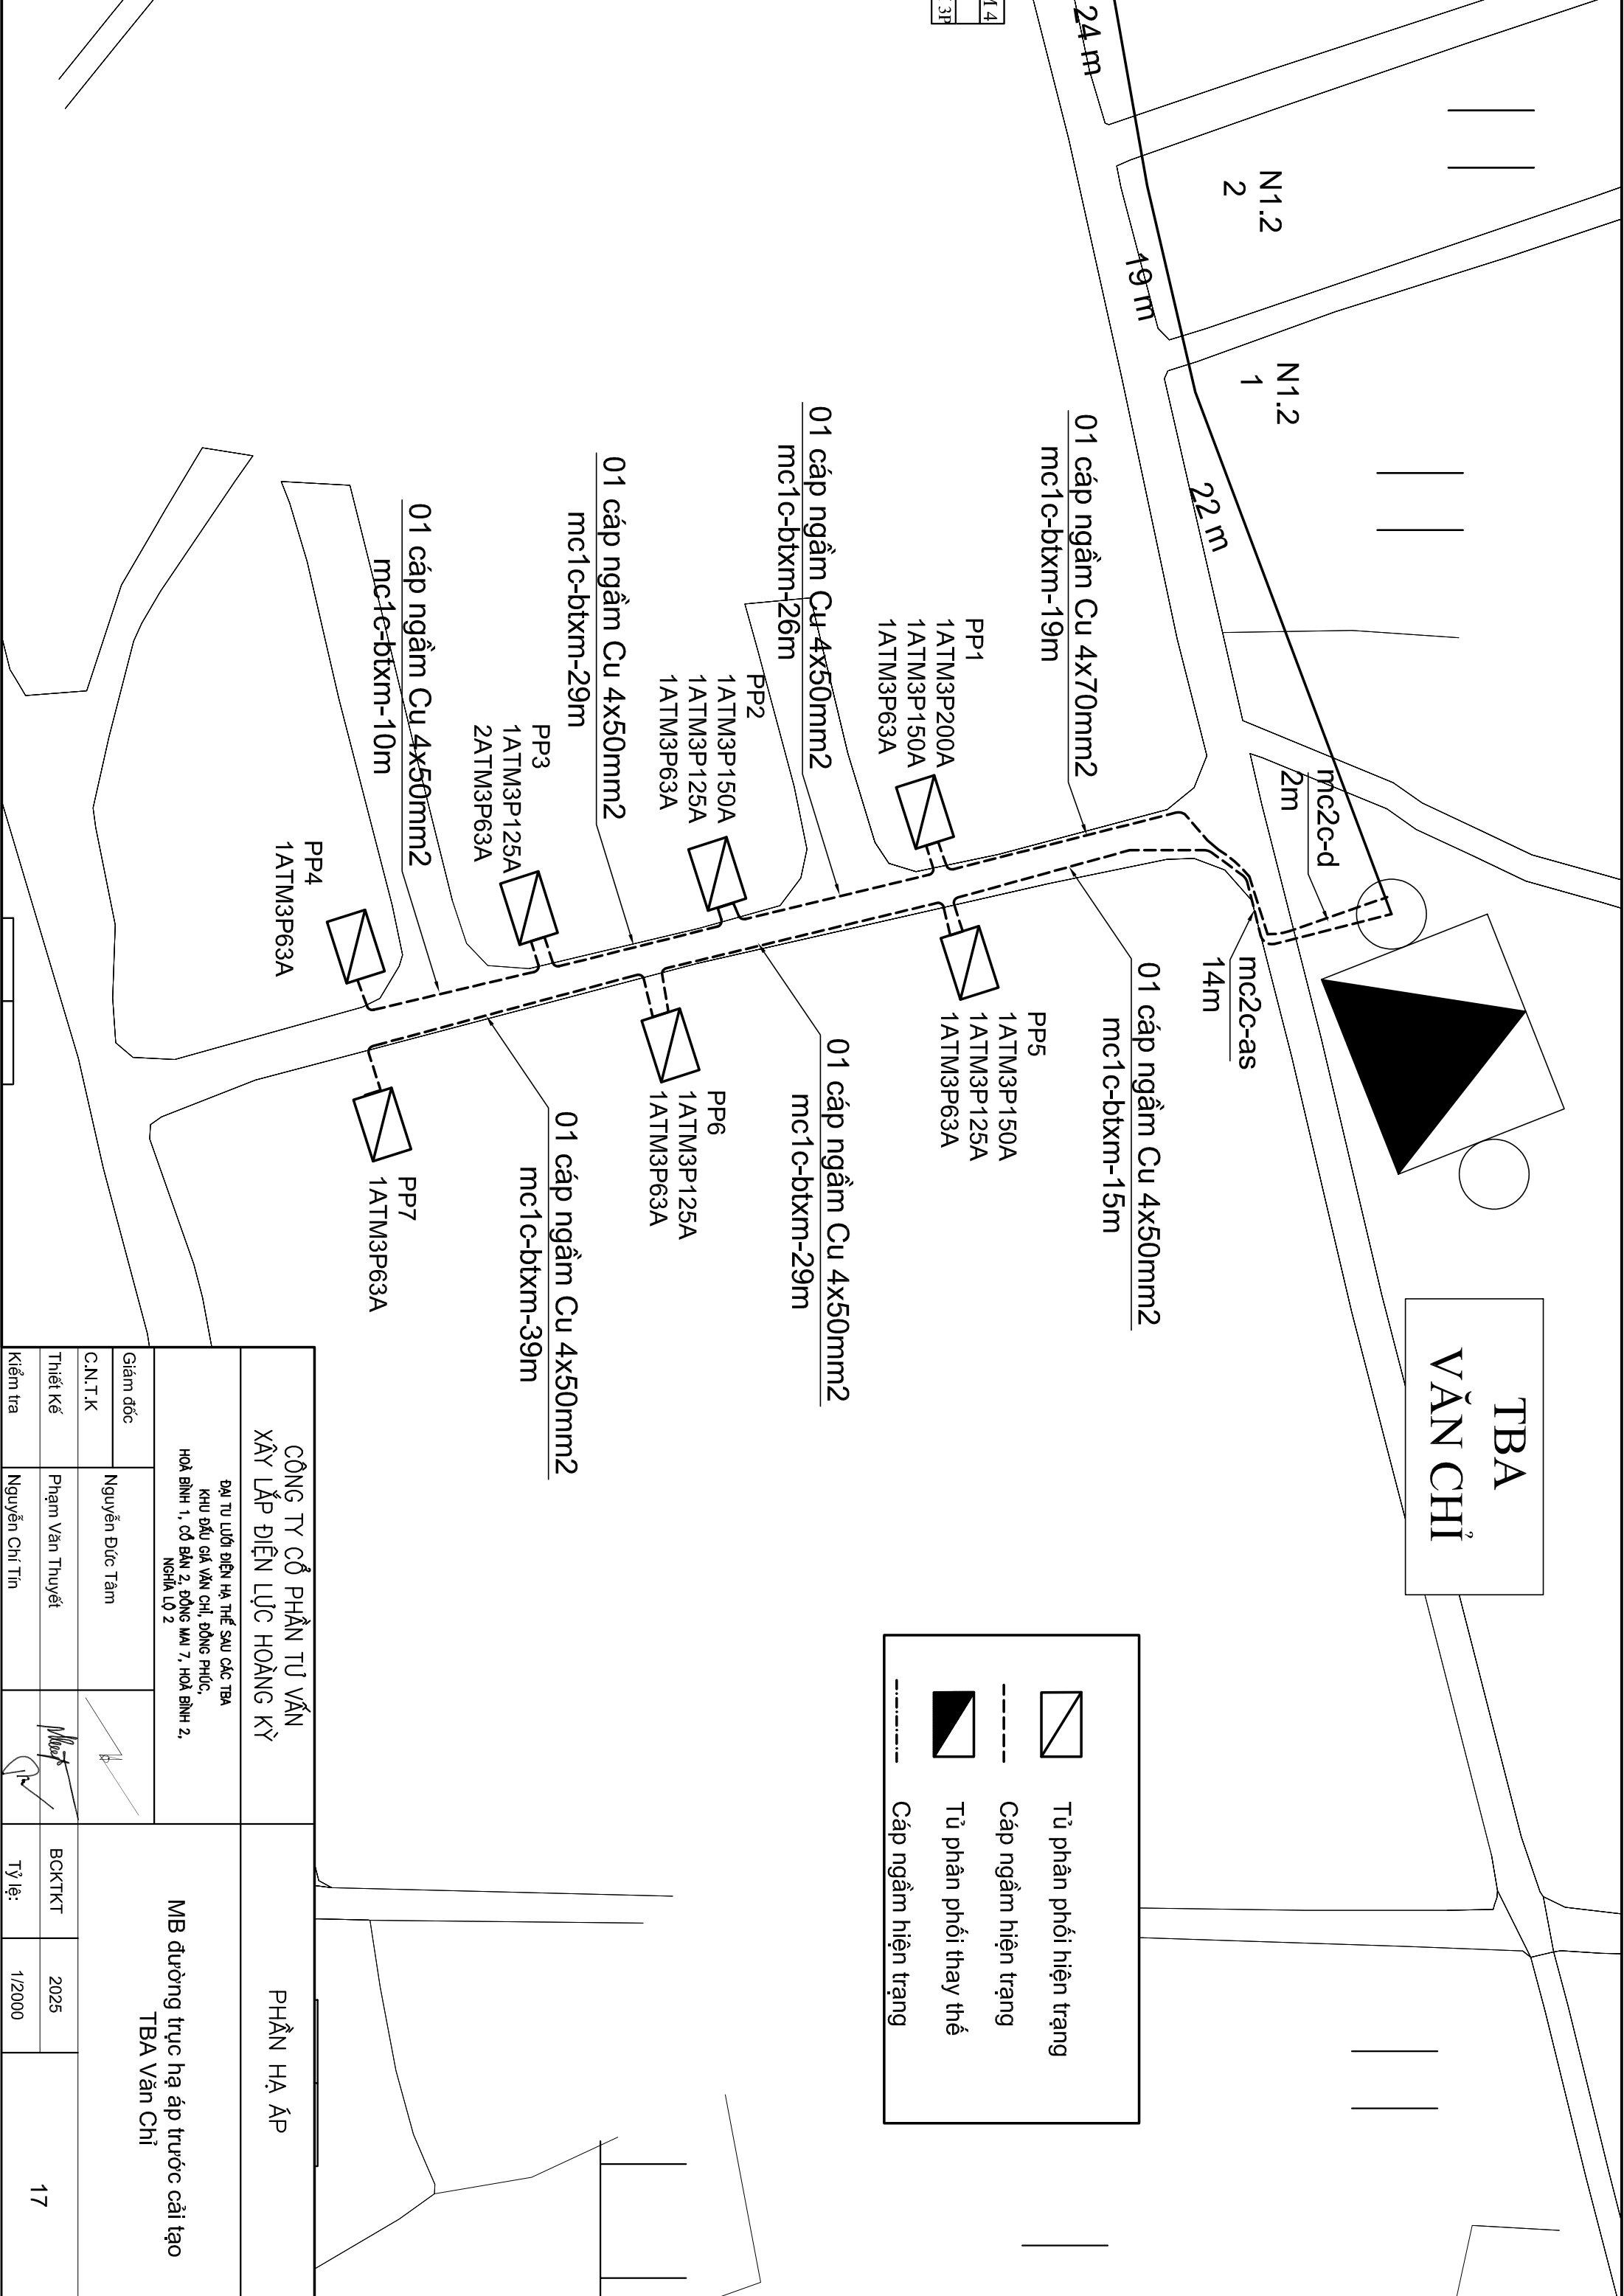 TBA
VĂN CHỈ
24 m
N1.2
2
19 m
N1.2
1
22 m
mc2c-d
2m
mc2c-as
14m
01 cáp ngầm Cu 4x70mm2
mc1c-btxm-19m
01 cáp ngầm Cu 4x50mm2
mc1c-btxm-15m
PP1
1ATM3P200A
1ATM3P150A
1ATM3P63A
PP5
1ATM3P150A
1ATM3P125A
1ATM3P63A
01 cáp ngầm Cu 4x50mm2
mc1c-btxm-26m
01 cáp ngầm Cu 4x50mm2
mc1c-btxm-29m
PP2
1ATM3P150A
1ATM3P125A
1ATM3P63A
PP6
1ATM3P125A
1ATM3P63A
01 cáp ngầm Cu 4x50mm2
mc1c-btxm-29m
01 cáp ngầm Cu 4x50mm2
mc1c-btxm-39m
PP3
1ATM3P125A
2ATM3P63A
01 cáp ngầm Cu 4x50mm2
mc1c-btxm-10m
PP4
1ATM3P63A
PP7
1ATM3P63A
Tủ phân phối hiện trạng
Cáp ngầm hiện trạng
Tủ phân phối thay thế
Cáp ngầm hiện trạng
CÔNG TY CỔ PHẦN TƯ VẤN
XÂY LẮP ĐIỆN LỰC HOÀNG KỲ
PHẦN HẠ ÁP
ĐẠI TU LƯỚI ĐIỆN HẠ THẾ SAU CÁC TBA
KHU ĐẤU GIÁ VĂN CHỈ, ĐỒNG PHÚC,
HOÀ BÌNH 1, CỔ BẢN 2, ĐỒNG MAI 7, HOÀ BÌNH 2,
NGHĨA LỘ 2
MB đường trục hạ áp trước cải tạo
TBA Văn Chỉ
Giám đốc
Nguyễn Đức Tâm
C.N.T.K
Thiết Kế
Phạm Văn Thuyết
BCKTKT
2025
Kiểm tra
Nguyễn Chí Tín
Tỷ lệ:
1/2000
17